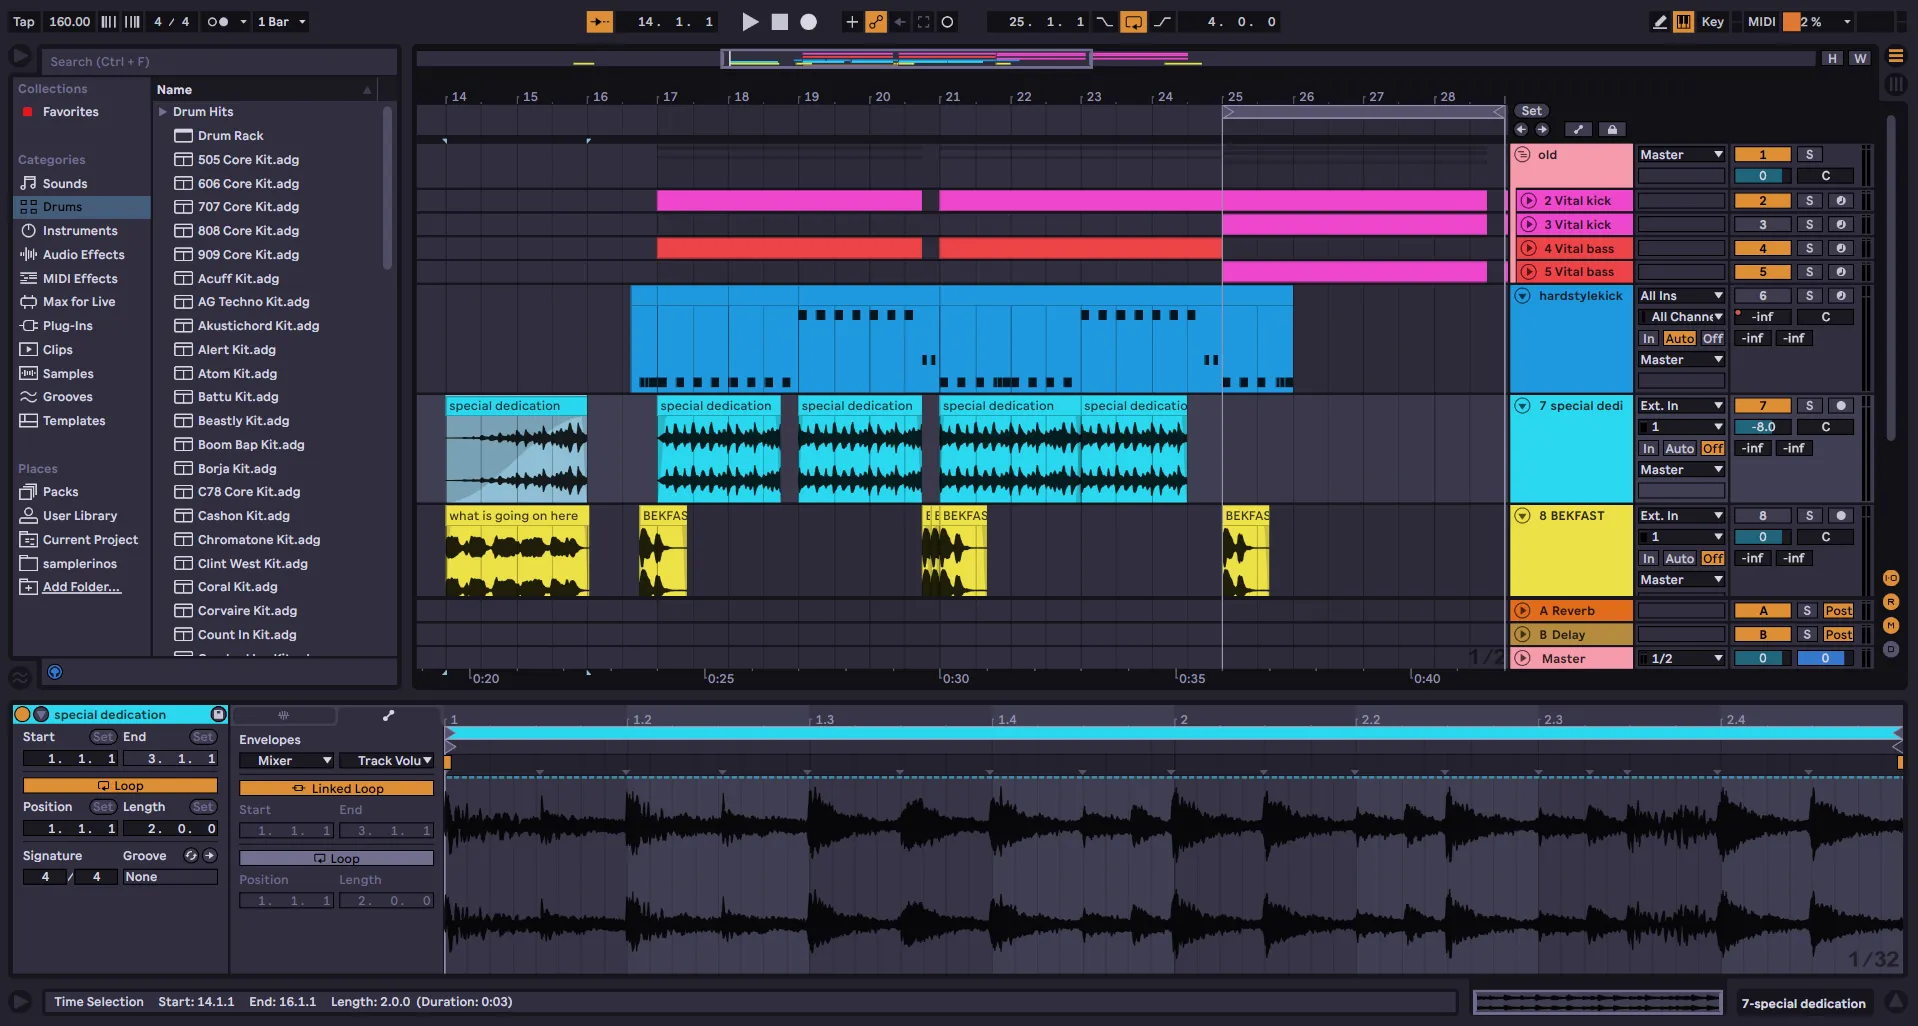 Tap 160.00 4 / 4 1 Bar 14. 1. 1 25. 1. 1 4. 0. 0 Key MIDI 2 %
Search (Ctrl + F)
Collections
Favorites
Categories
Sounds
Drums
Instruments
Audio Effects
MIDI Effects
Max for Live
Plug-Ins
Clips
Samples
Grooves
Templates
Places
Packs
User Library
Current Project
samplerinos
Add Folder...
Name
Drum Hits
Drum Rack
505 Core Kit.adg
606 Core Kit.adg
707 Core Kit.adg
808 Core Kit.adg
909 Core Kit.adg
Acuff Kit.adg
AG Techno Kit.adg
Akustichord Kit.adg
Alert Kit.adg
Atom Kit.adg
Battu Kit.adg
Beastly Kit.adg
Boom Bap Kit.adg
Borja Kit.adg
C78 Core Kit.adg
Cashon Kit.adg
Chromatone Kit.adg
Clint West Kit.adg
Coral Kit.adg
Corvaire Kit.adg
Count In Kit.adg
H W
14 15 16 17 18 19 20 21 22 23 24 25 26 27 28
Set
old Master 1 S
0 C
2 Vital kick 2 S
3 Vital kick 3 S
4 Vital bass 4 S
5 Vital bass 5 S
hardstylekick All Ins 6 S
All Channe -inf C
In Auto Off -inf -inf
Master
special dedication special dedication special dedication special dedication special dedicatio
7 special dedi Ext. In 7 S
1 -8.0 C
In Auto Off -inf -inf
Master
what is going on here BEKFAS E E BEKFAS BEKFAS
8 BEKFAST Ext. In 8 S
1 0 C
In Auto Off -inf -inf
Master
A Reverb A S Post
B Delay B S Post
1/2 Master 1/2 0 0
I·O
R
M
D
0:20 0:25 0:30 0:35 0:40
special dedication
Start Set End Set
1. 1. 1 3. 1. 1
Loop
Position Set Length Set
1. 1. 1 2. 0. 0
Signature Groove
4 / 4 None
Envelopes
Mixer Track Volu
Linked Loop
Start End
1. 1. 1 3. 1. 1
Loop
Position Length
1. 1. 1 2. 0. 0
1 1.2 1.3 1.4 2 2.2 2.3 2.4
1/32
Time Selection Start: 14.1.1 End: 16.1.1 Length: 2.0.0 (Duration: 0:03)
7-special dedication